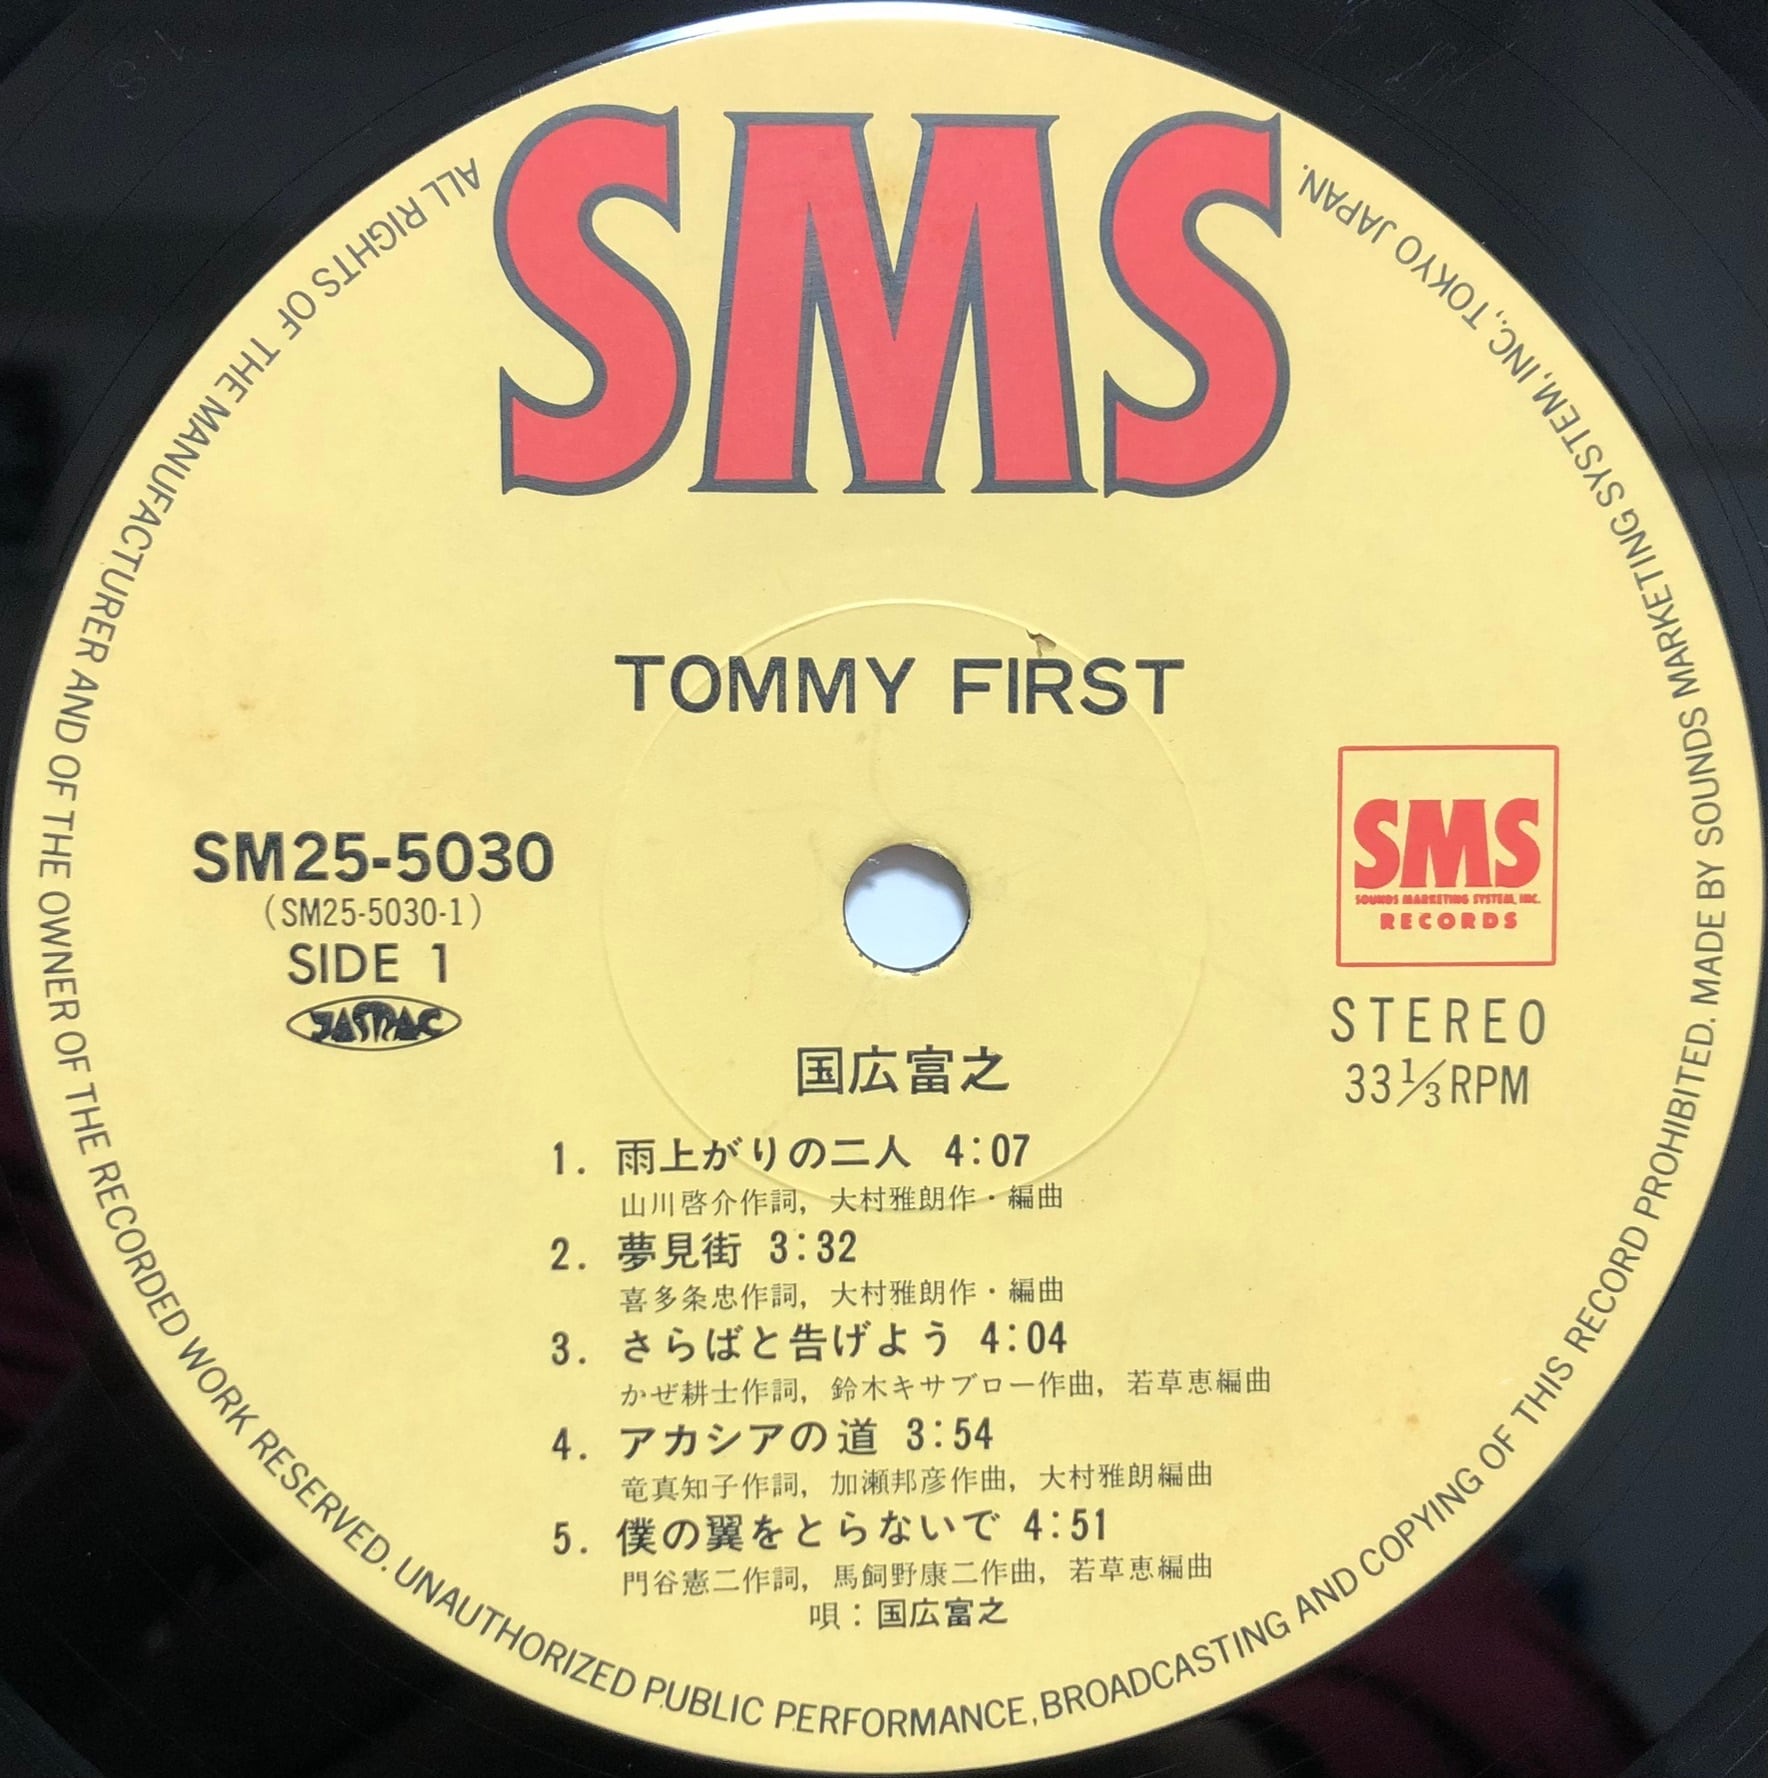 SMS
TOMMY FIRST
SM25-5030
(SM25-5030-1)
SIDE 1
JASRAC
SMS
SOUNDS MARKETING SYSTEM, INC.
RECORDS
STEREO
33 1/3 RPM
国広富之
1. 雨上がりの二人 4:07
山川啓介作詞, 大村雅朗作・編曲
2. 夢見街 3:32
喜多条忠作詞, 大村雅朗作・編曲
3. さらばと告げよう 4:04
かぜ耕士作詞, 鈴木キサブロー作曲, 若草恵編曲
4. アカシアの道 3:54
竜真知子作詞, 加瀬邦彦作曲, 大村雅朗編曲
5. 僕の翼をとらないで 4:51
門谷憲二作詞, 馬飼野康二作曲, 若草恵編曲
唄:国広富之
ALL RIGHTS OF THE MANUFACTURER AND OF THE OWNER OF THE RECORDED WORK RESERVED. UNAUTHORIZED PUBLIC PERFORMANCE, BROADCASTING AND COPYING OF THIS RECORD PROHIBITED. MADE BY SOUNDS MARKETING SYSTEM, INC., TOKYO JAPAN.